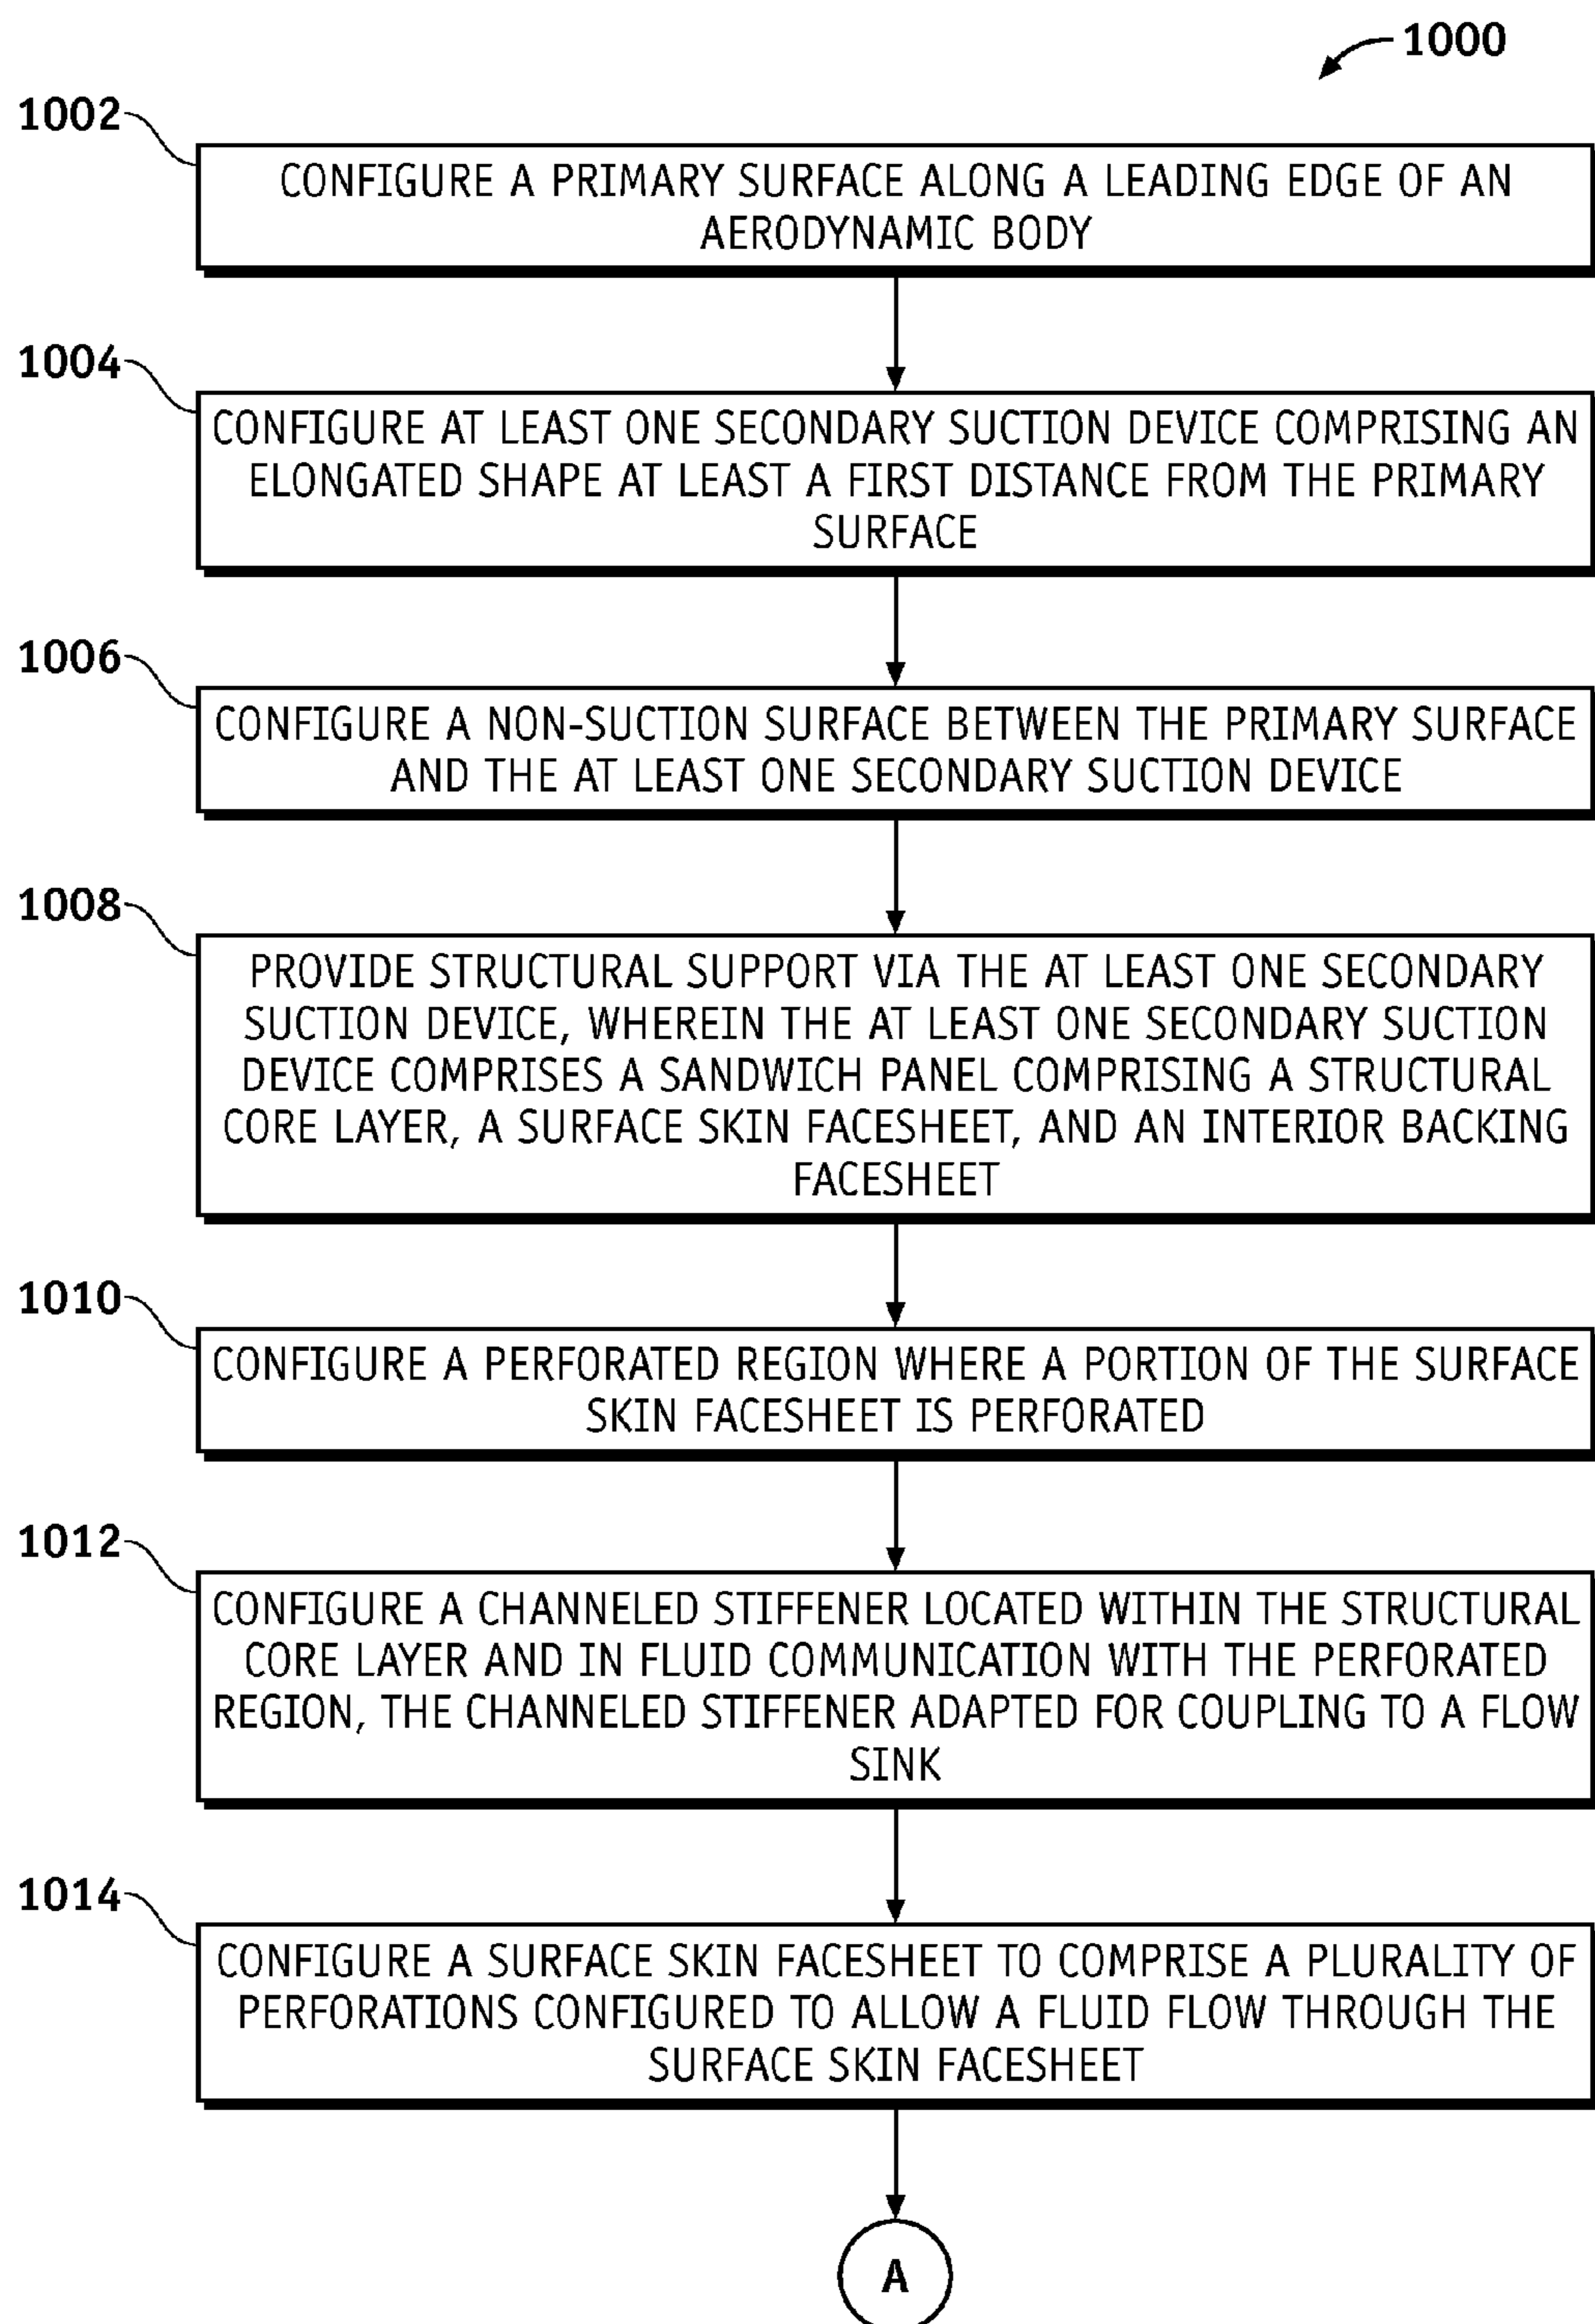 1000
1002
CONFIGURE A PRIMARY SURFACE ALONG A LEADING EDGE OF AN
AERODYNAMIC BODY
1004
CONFIGURE AT LEAST ONE SECONDARY SUCTION DEVICE COMPRISING AN
ELONGATED SHAPE AT LEAST A FIRST DISTANCE FROM THE PRIMARY
SURFACE
1006
CONFIGURE A NON-SUCTION SURFACE BETWEEN THE PRIMARY SURFACE
AND THE AT LEAST ONE SECONDARY SUCTION DEVICE
1008
PROVIDE STRUCTURAL SUPPORT VIA THE AT LEAST ONE SECONDARY
SUCTION DEVICE, WHEREIN THE AT LEAST ONE SECONDARY SUCTION
DEVICE COMPRISES A SANDWICH PANEL COMPRISING A STRUCTURAL
CORE LAYER, A SURFACE SKIN FACESHEET, AND AN INTERIOR BACKING
FACESHEET
1010
CONFIGURE A PERFORATED REGION WHERE A PORTION OF THE SURFACE
SKIN FACESHEET IS PERFORATED
1012
CONFIGURE A CHANNELED STIFFENER LOCATED WITHIN THE STRUCTURAL
CORE LAYER AND IN FLUID COMMUNICATION WITH THE PERFORATED
REGION, THE CHANNELED STIFFENER ADAPTED FOR COUPLING TO A FLOW
SINK
1014
CONFIGURE A SURFACE SKIN FACESHEET TO COMPRISE A PLURALITY OF
PERFORATIONS CONFIGURED TO ALLOW A FLUID FLOW THROUGH THE
SURFACE SKIN FACESHEET
A